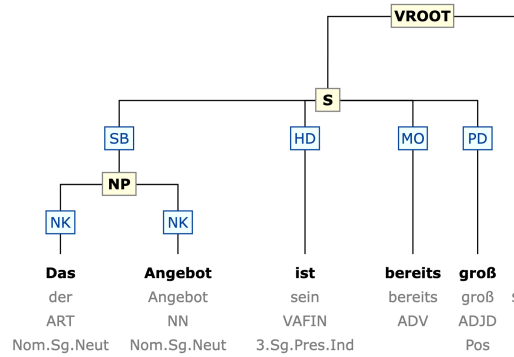 VROOT
S
SB HD MO PD
NP
NK NK
Das Angebot ist bereits groß
der Angebot sein bereits groß
ART NN VAFIN ADV ADJD
Nom.Sg.Neut Nom.Sg.Neut 3.Sg.Pres.Ind Pos